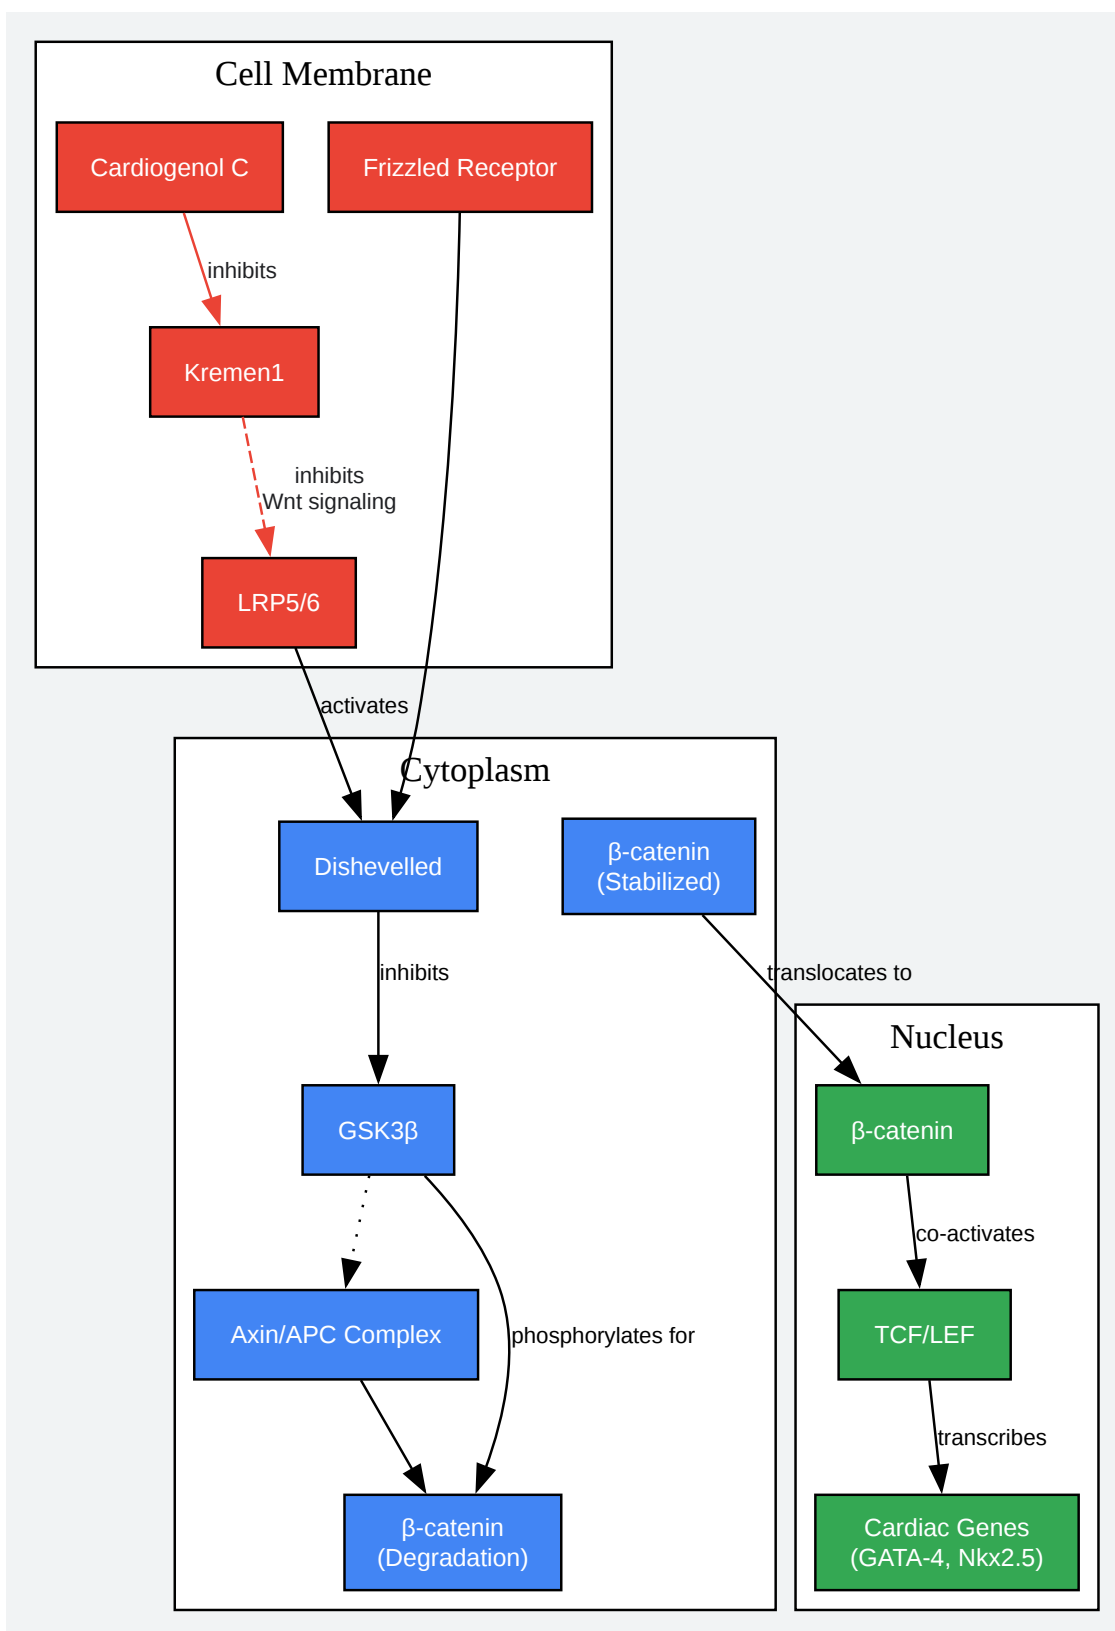 Cell Membrane
Cardiogenol C
Frizzled Receptor
inhibits
Kremen1
inhibits
Wnt signaling
LRP5/6
activates
Cytoplasm
Dishevelled
β-catenin
(Stabilized)
inhibits
translocates to
Nucleus
GSK3β
β-catenin
co-activates
Axin/APC Complex
phosphorylates for
TCF/LEF
transcribes
β-catenin
(Degradation)
Cardiac Genes
(GATA-4, Nkx2.5)